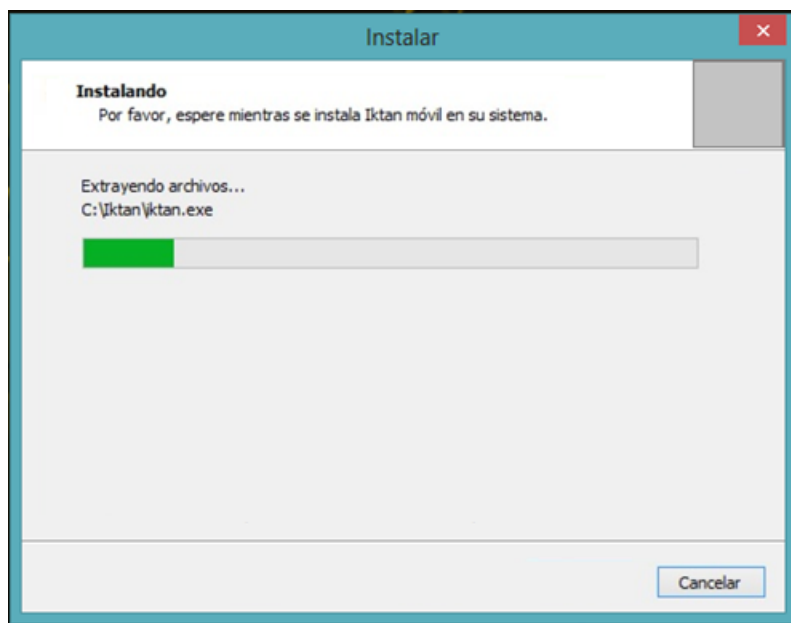 Instalar
Instalando
Por favor, espere mientras se instala Iktan móvil en su sistema.
Extrayendo archivos...
C:\Iktan\iktan.exe
Cancelar